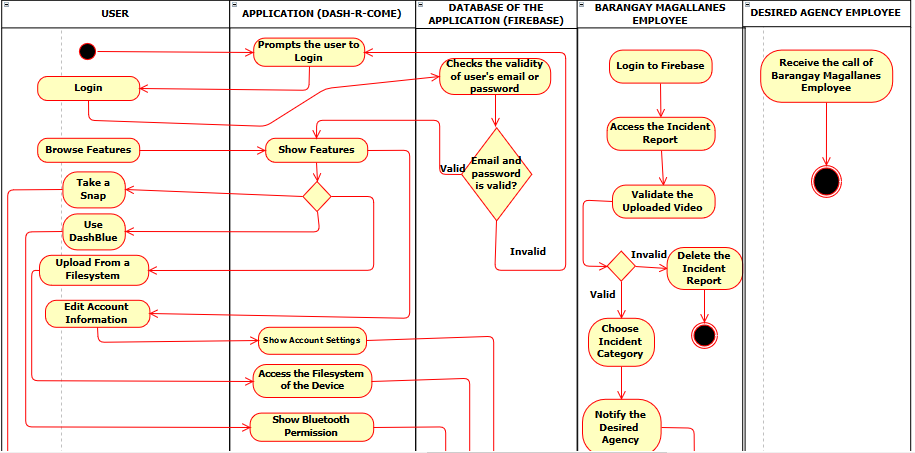 USER
APPLICATION (DASH-R-COME)
DATABASE OF THE
APPLICATION (FIREBASE)
BARANGAY MAGALLANES
EMPLOYEE
DESIRED AGENCY EMPLOYEE
Prompts the user to
Login
Login
Checks the validity
of user's email or
password
Browse Features
Show Features
Valid
Email and
password
is valid?
Invalid
Take a
Snap
Use
DashBlue
Upload From a
Filesystem
Edit Account
Information
Show Account Settings
Access the Filesystem
of the Device
Show Bluetooth
Permission
Login to Firebase
Access the Incident
Report
Validate the
Uploaded Video
Invalid
Delete the
Incident
Report
Valid
Choose
Incident
Category
Notify the
Desired
Agency
Receive the call of
Barangay Magallanes
Employee